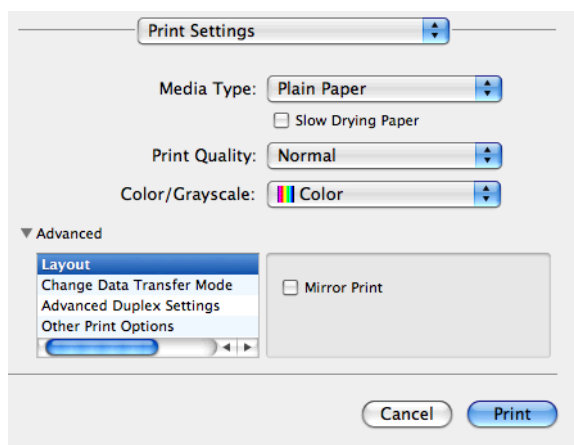 Print Settings
Media Type: Plain Paper
Slow Drying Paper
Print Quality: Normal
Color/Grayscale: Color
Advanced
Layout
Change Data Transfer Mode
Advanced Duplex Settings
Other Print Options
Mirror Print
Cancel Print